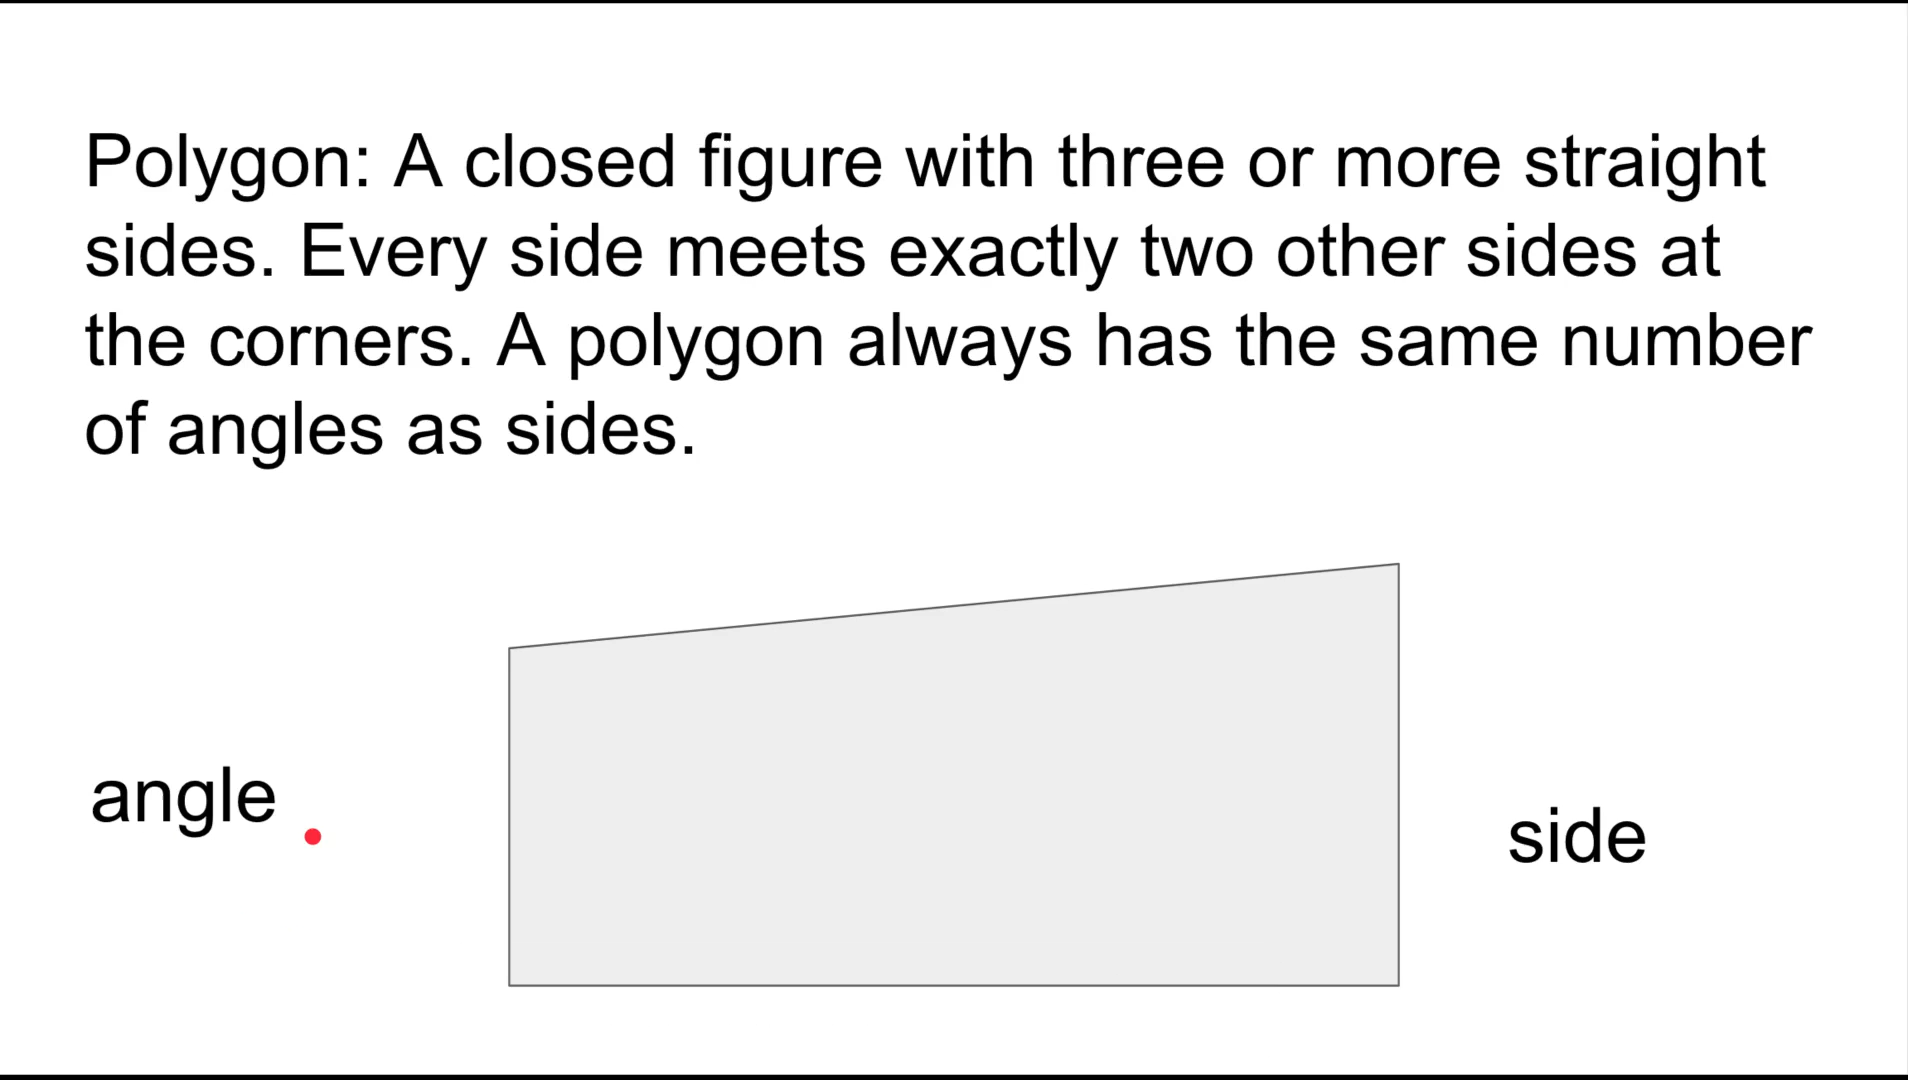 Polygon: A closed figure with three or more straight
sides. Every side meets exactly two other sides at
the corners. A polygon always has the same number
of angles as sides.
angle
side